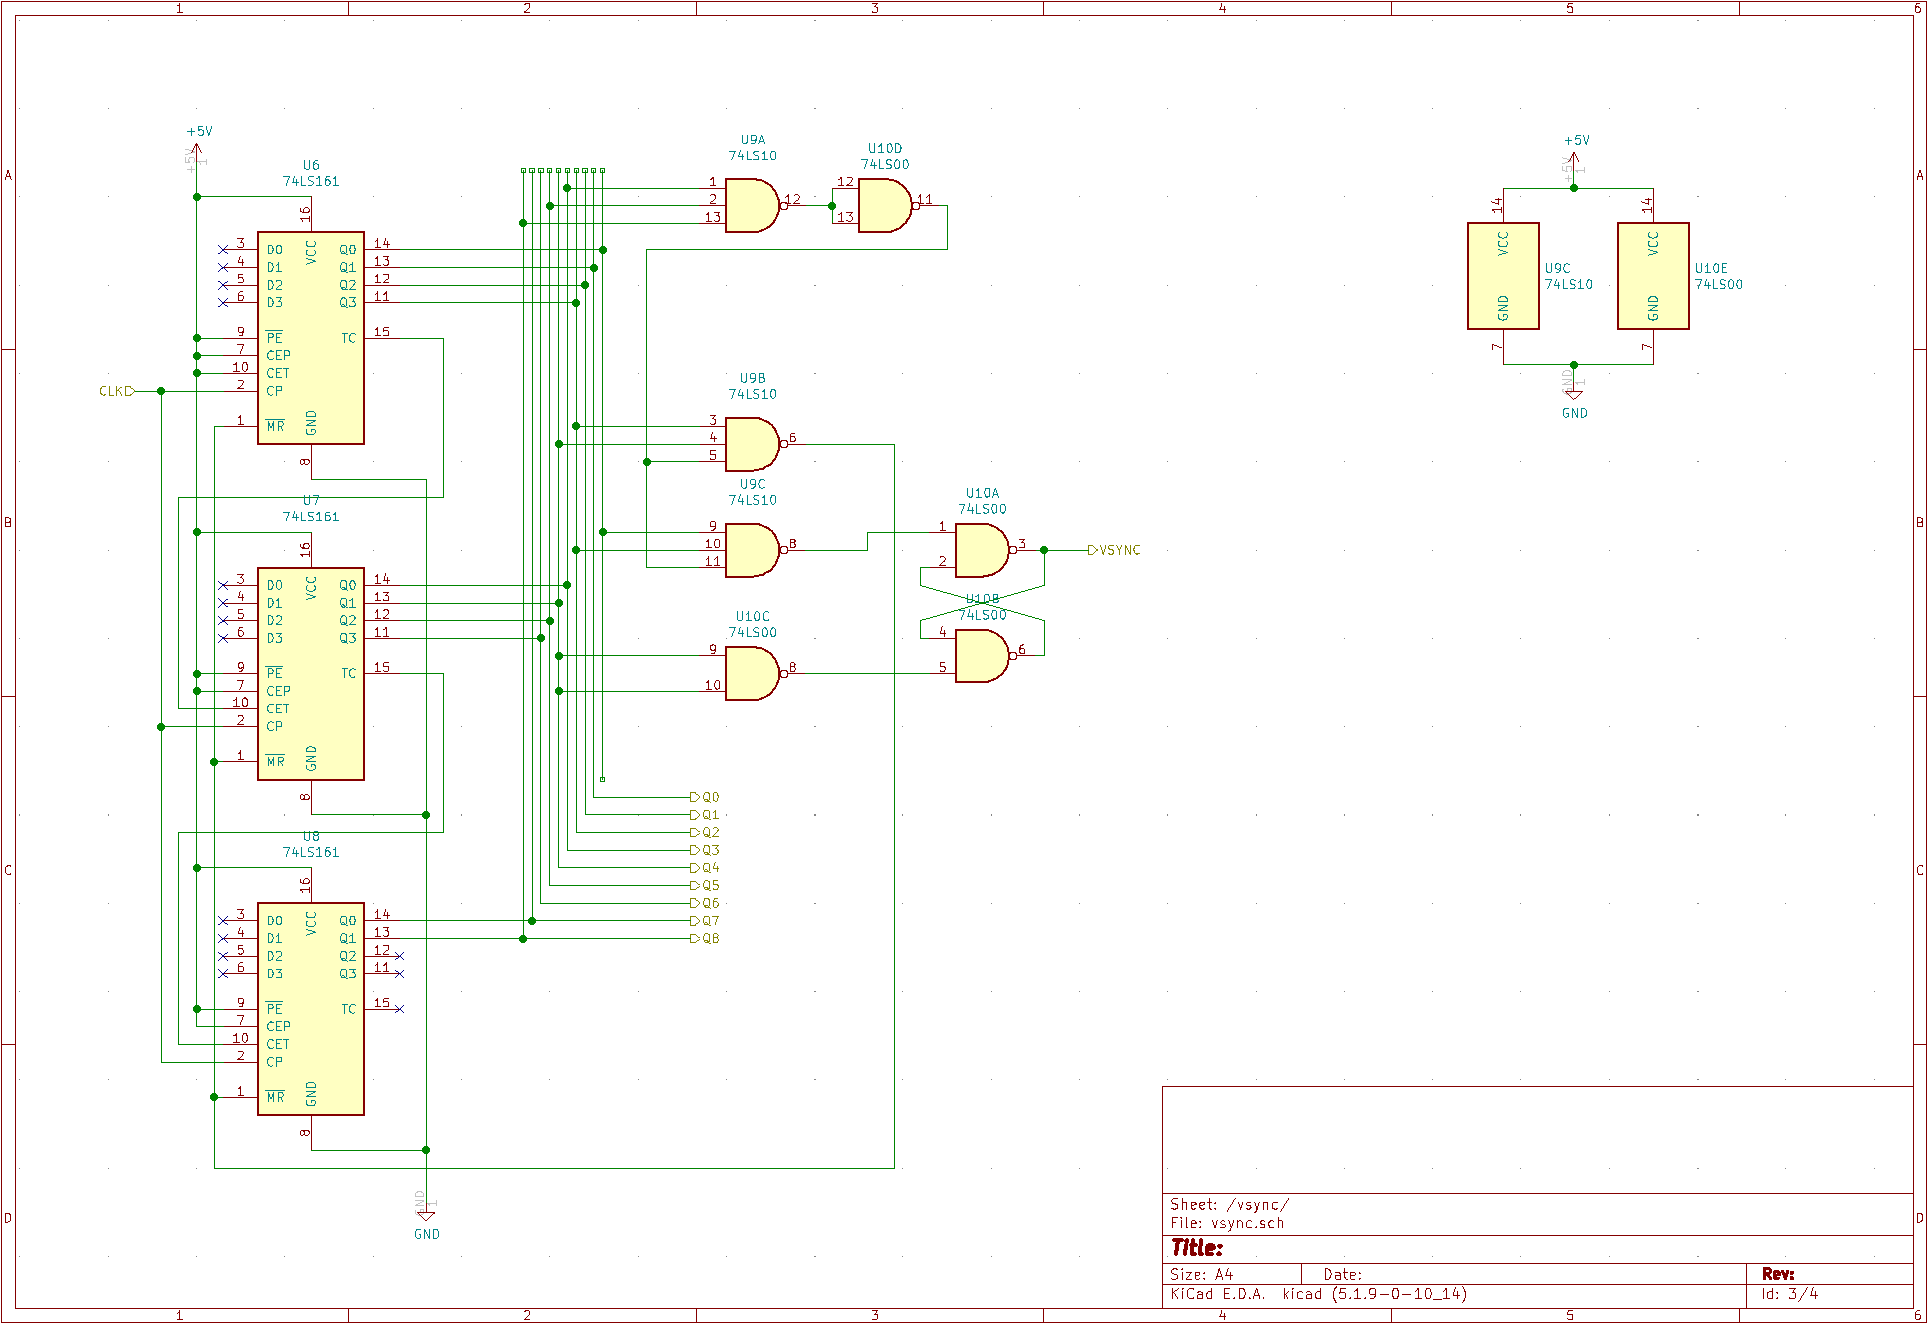 1 2 3 4 5 6
A A
B B
C C
D D
+5V
+5V
1
U6
74LS161
16
VCC
3 D0 Q0 14
4 D1 Q1 13
5 D2 Q2 12
6 D3 Q3 11
9 PE TC 15
7 CEP
10 CET
CLK
2 CP
1 MR
GND
8
U7
74LS161
16
VCC
3 D0 Q0 14
4 D1 Q1 13
5 D2 Q2 12
6 D3 Q3 11
9 PE TC 15
7 CEP
10 CET
2 CP
1 MR
GND
8
U8
74LS161
16
VCC
3 D0 Q0 14
4 D1 Q1 13
5 D2 Q2 12
6 D3 Q3 11
9 PE TC 15
7 CEP
10 CET
2 CP
1 MR
GND
8
GND
1
GND
U9A
74LS10
1
2
13
12
U10D
74LS00
12
13
11
U9B
74LS10
3
4
5
6
U9C
74LS10
9
10
11
8
U10C
74LS00
9
10
8
U10A
74LS00
1
2
3
VSYNC
U10B
74LS00
4
5
6
Q0
Q1
Q2
Q3
Q4
Q5
Q6
Q7
Q8
+5V
+5V
1
14
VCC
GND
7
U9C
74LS10
14
VCC
GND
7
U10E
74LS00
GND
1
GND
Sheet: /vsync/
File: vsync.sch
Title:
Size: A4 Date: Rev:
KiCad E.D.A. kicad (5.1.9-0-10_14) Id: 3/4
1 2 3 4 5 6